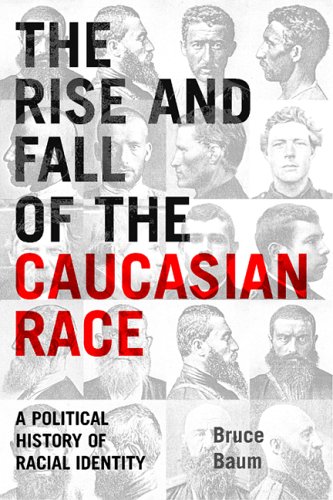 THE
RISE AND
FALL
OF THE
CAUCASIAN
RACE
A POLITICAL
HISTORY OF
RACIAL IDENTITY
Bruce
Baum